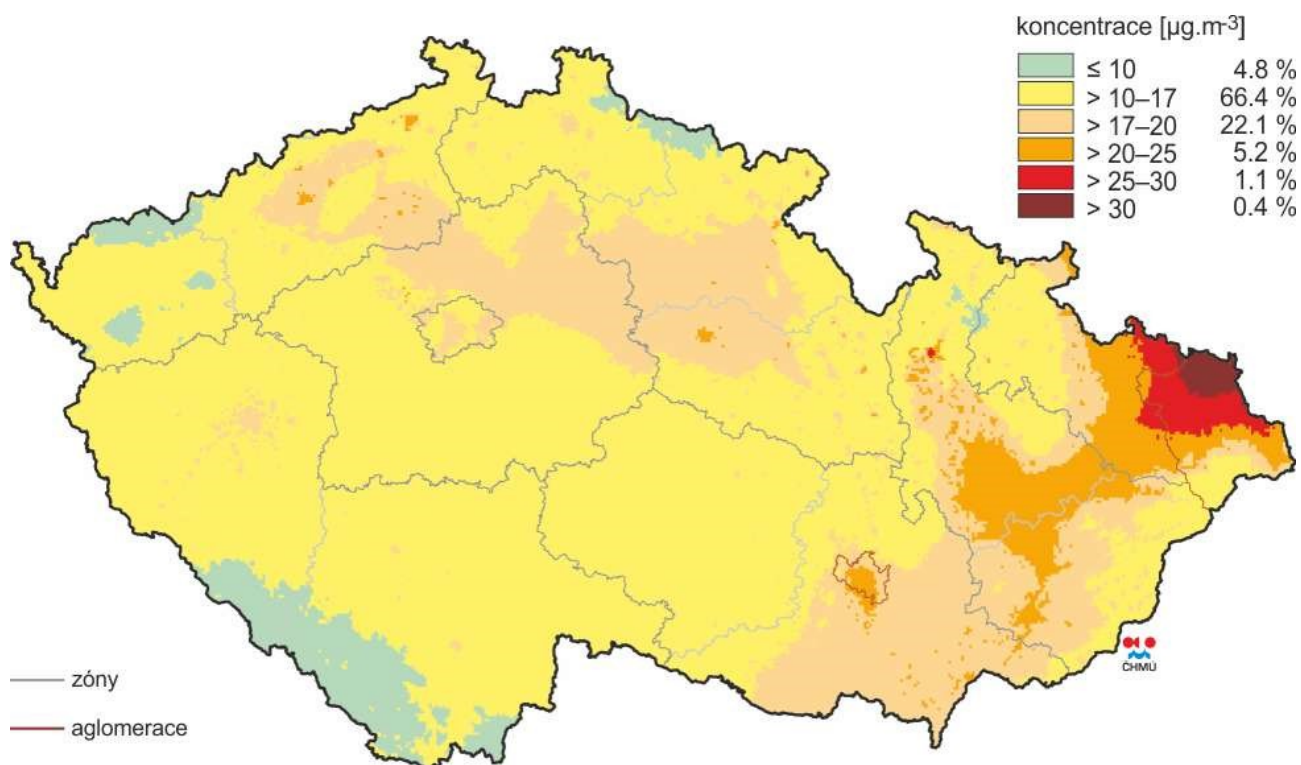 koncentrace [µg.m-3]
≤ 10 4.8 %
> 10–17 66.4 %
> 17–20 22.1 %
> 20–25 5.2 %
> 25–30 1.1 %
> 30 0.4 %
ČHMÚ
zóny
aglomerace